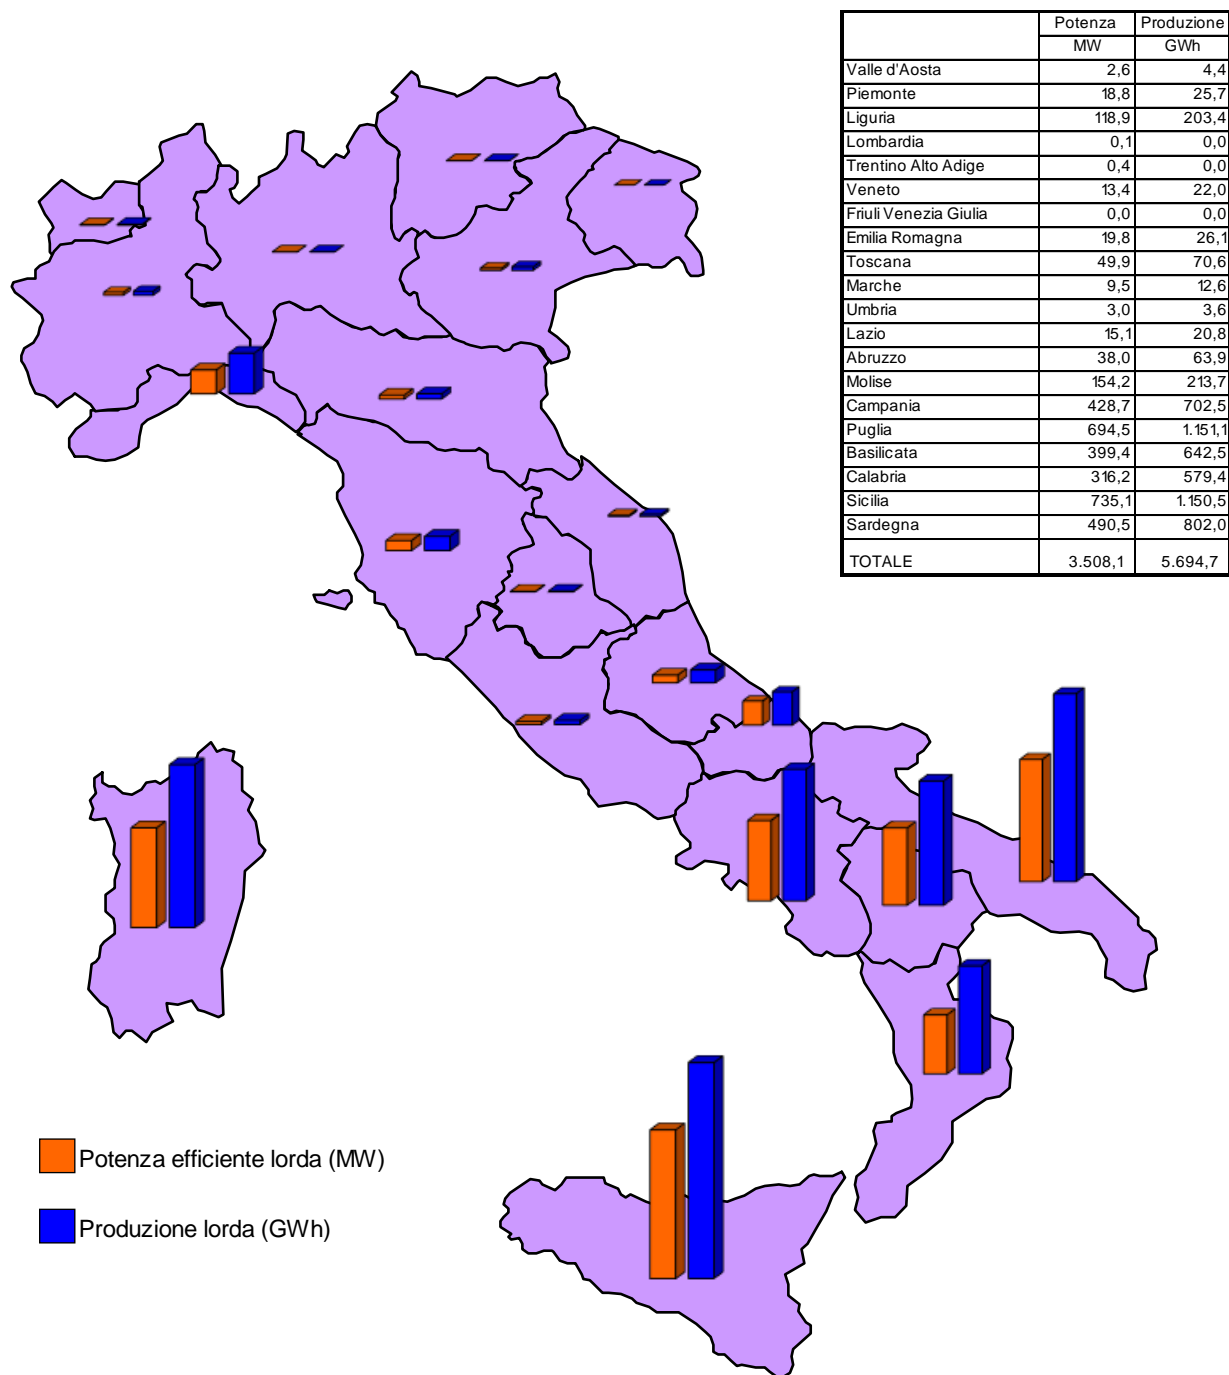 Potenza Produzione
MW GWh
Valle d'Aosta 2,6 4,4
Piemonte 18,8 25,7
Liguria 118,9 203,4
Lombardia 0,1 0,0
Trentino Alto Adige 0,4 0,0
Veneto 13,4 22,0
Friuli Venezia Giulia 0,0 0,0
Emilia Romagna 19,8 26,1
Toscana 49,9 70,6
Marche 9,5 12,6
Umbria 3,0 3,6
Lazio 15,1 20,8
Abruzzo 38,0 63,9
Molise 154,2 213,7
Campania 428,7 702,5
Puglia 694,5 1.151,1
Basilicata 399,4 642,5
Calabria 316,2 579,4
Sicilia 735,1 1.150,5
Sardegna 490,5 802,0
TOTALE 3.508,1 5.694,7
Potenza efficiente lorda (MW)
Produzione lorda (GWh)